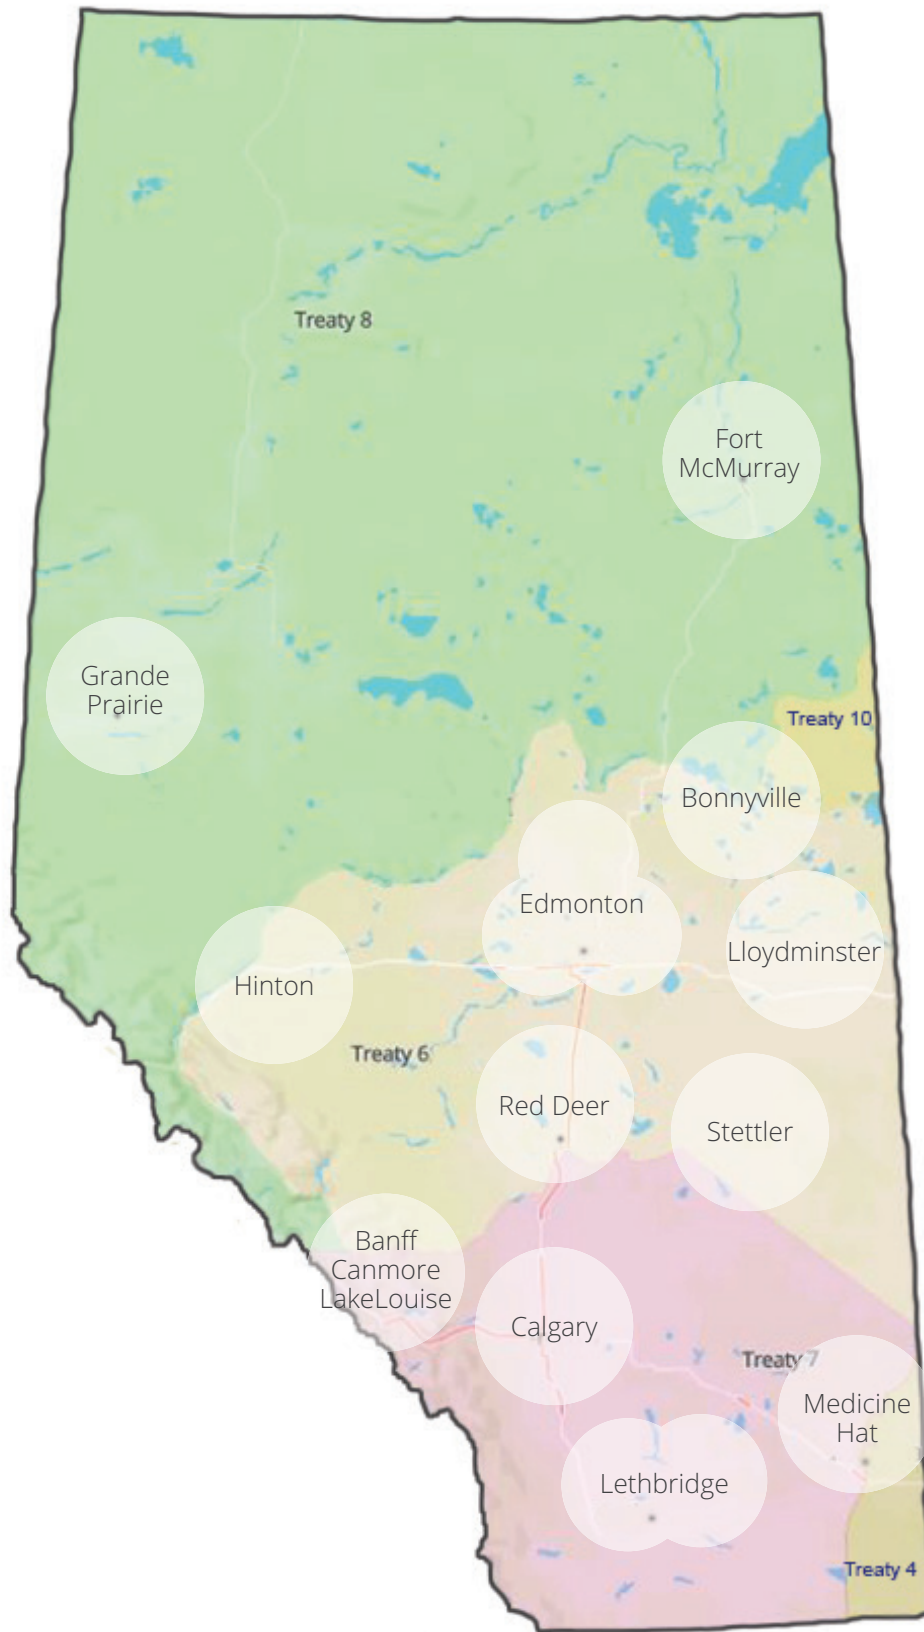 Treaty 8
Fort
McMurray
Grande
Prairie
Treaty 10
Bonnyville
Edmonton
Lloydminster
Hinton
Treaty 6
Red Deer
Stettler
Banff
Canmore
LakeLouise
Calgary
Treaty 7
Medicine
Hat
Lethbridge
Treaty 4